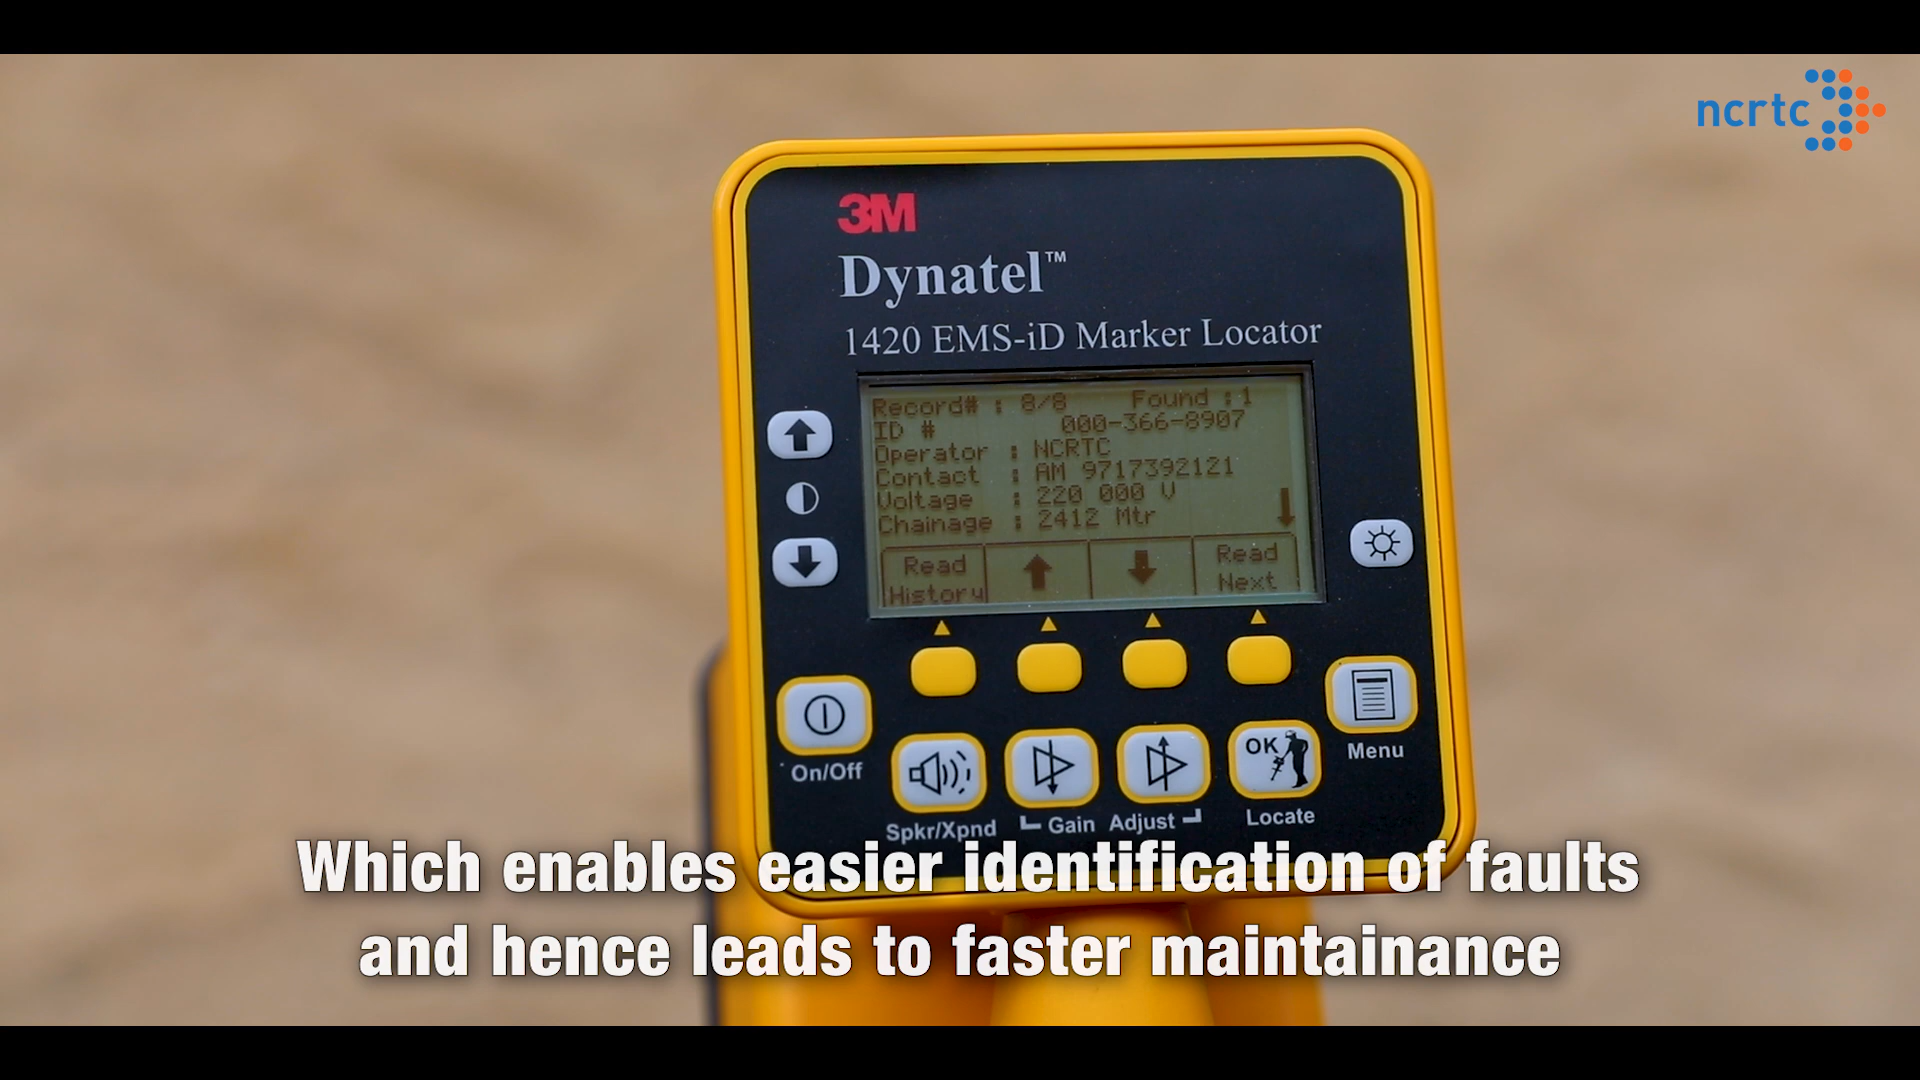 ncrtc
3M
Dynatel™
1420 EMS-iD Marker Locator
Record# : 8/8 Found : 1
ID # 000-366-8907
Operator : NCRTC
Contact : AM 9717392121
Voltage : 220 000 V
Chainage : 2412 Mtr
Read History
Read Next
On/Off
Menu
OK
Spkr/Xpnd
Gain Adjust
Locate
Which enables easier identification of faults
and hence leads to faster maintainance